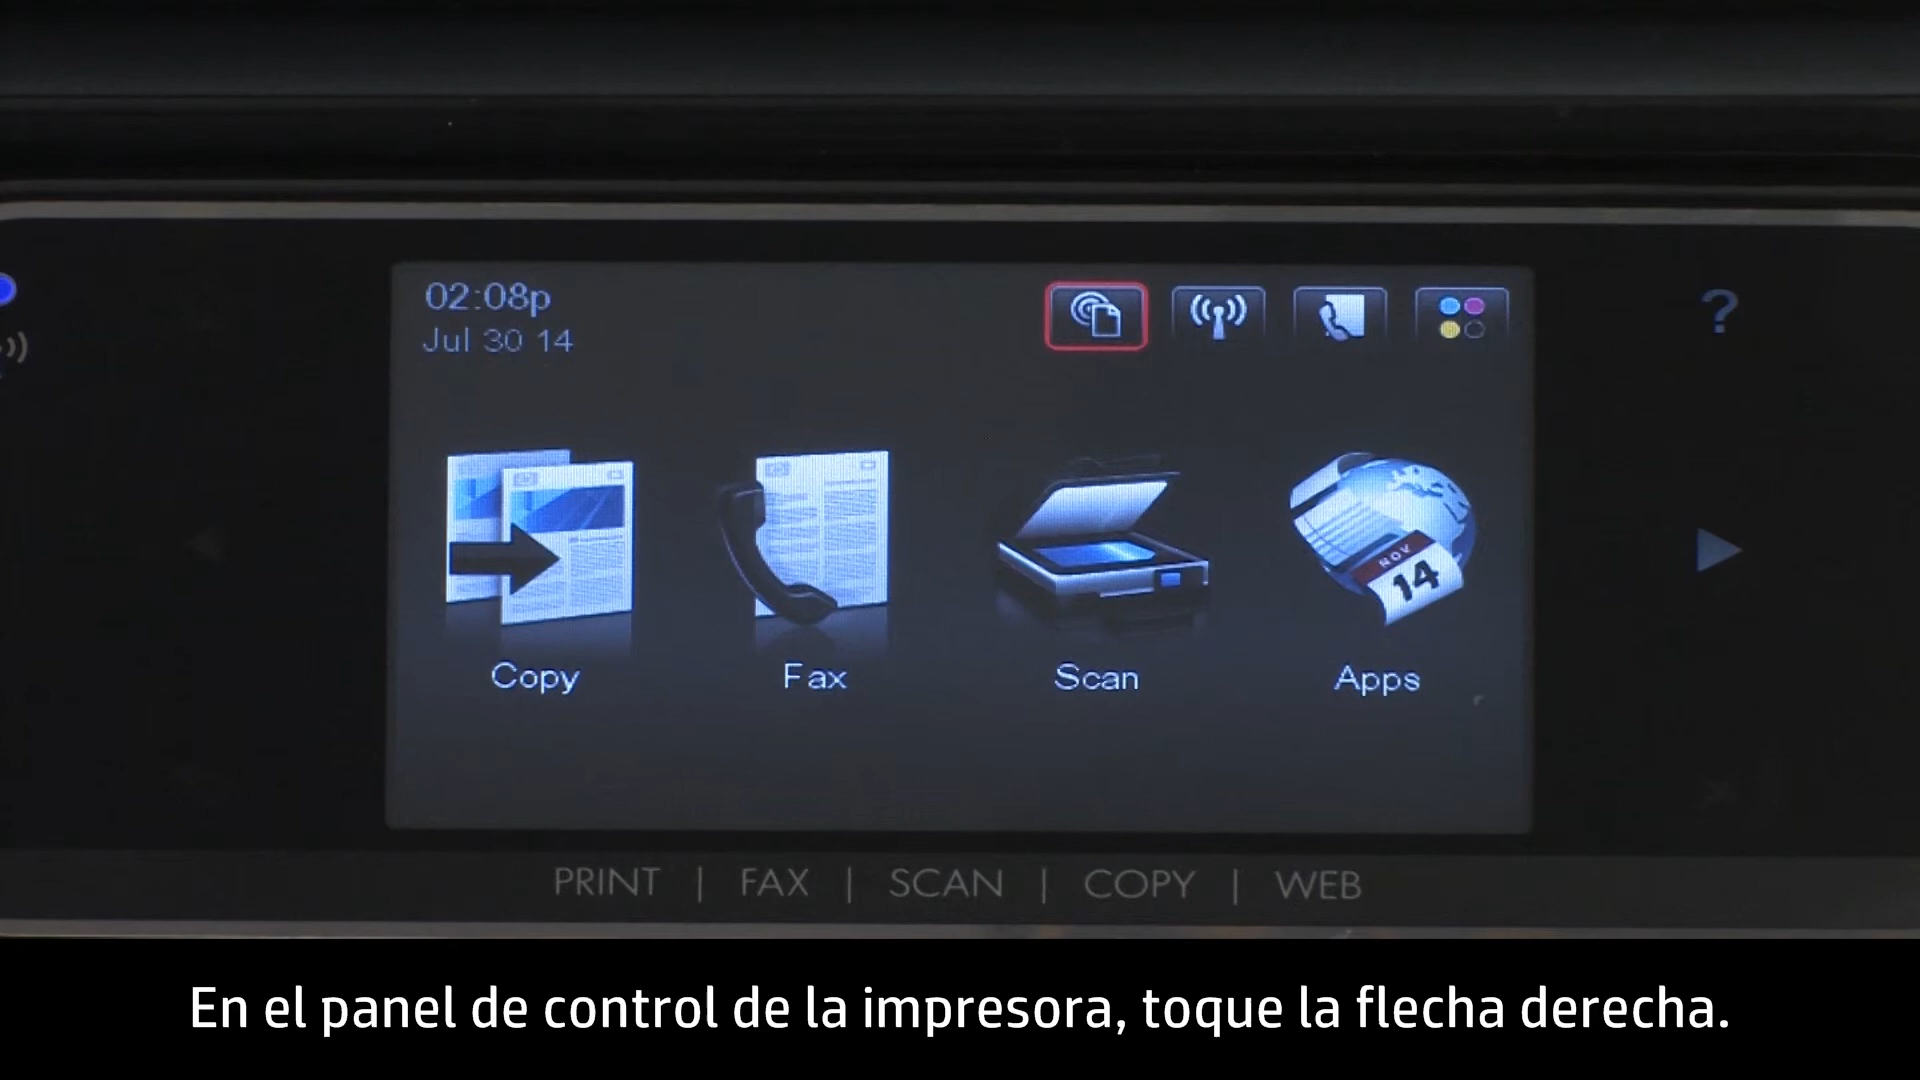 02:08p
Jul 30 14
?
NOV
14
Copy
Fax
Scan
Apps
PRINT | FAX | SCAN | COPY | WEB
En el panel de control de la impresora, toque la flecha derecha.